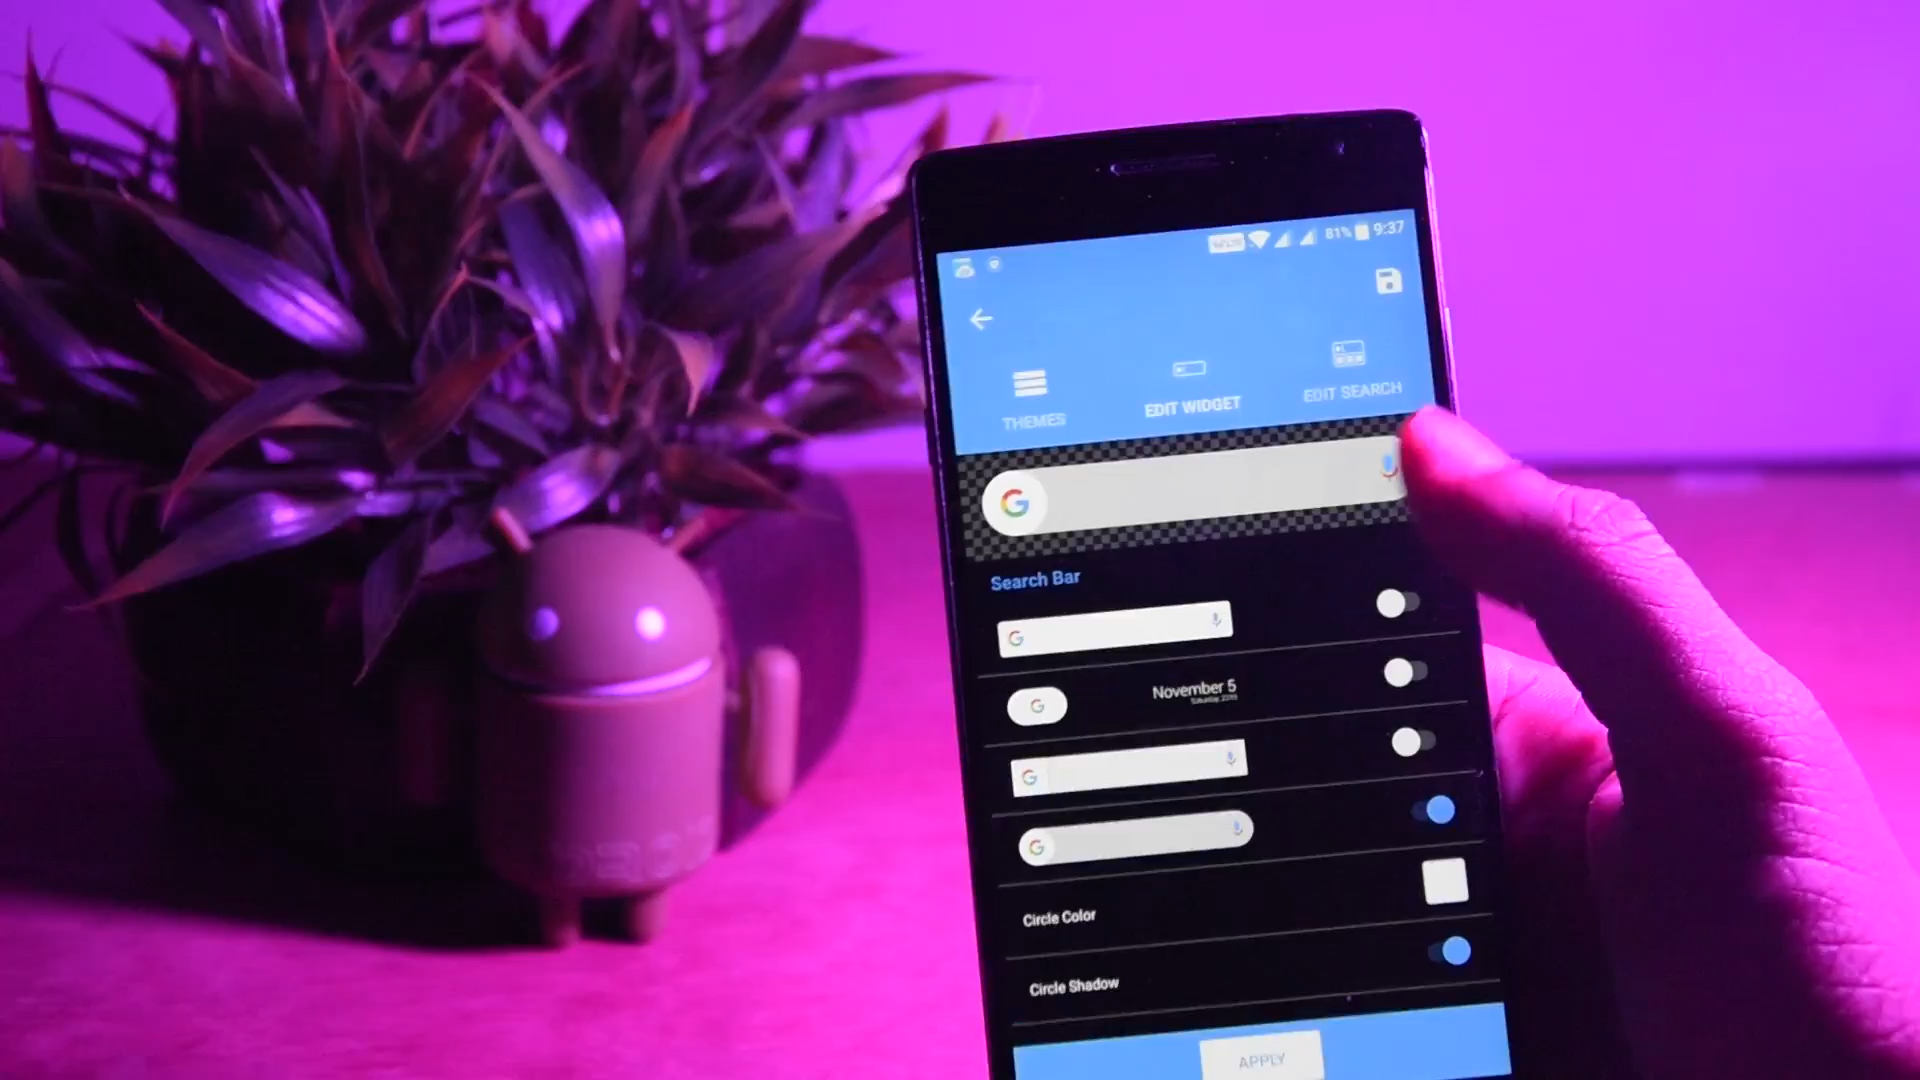 81% 9:37
THEMES
EDIT WIDGET
EDIT SEARCH
G
Search Bar
G
G
November 5
G
G
Circle Color
Circle Shadow
APPLY